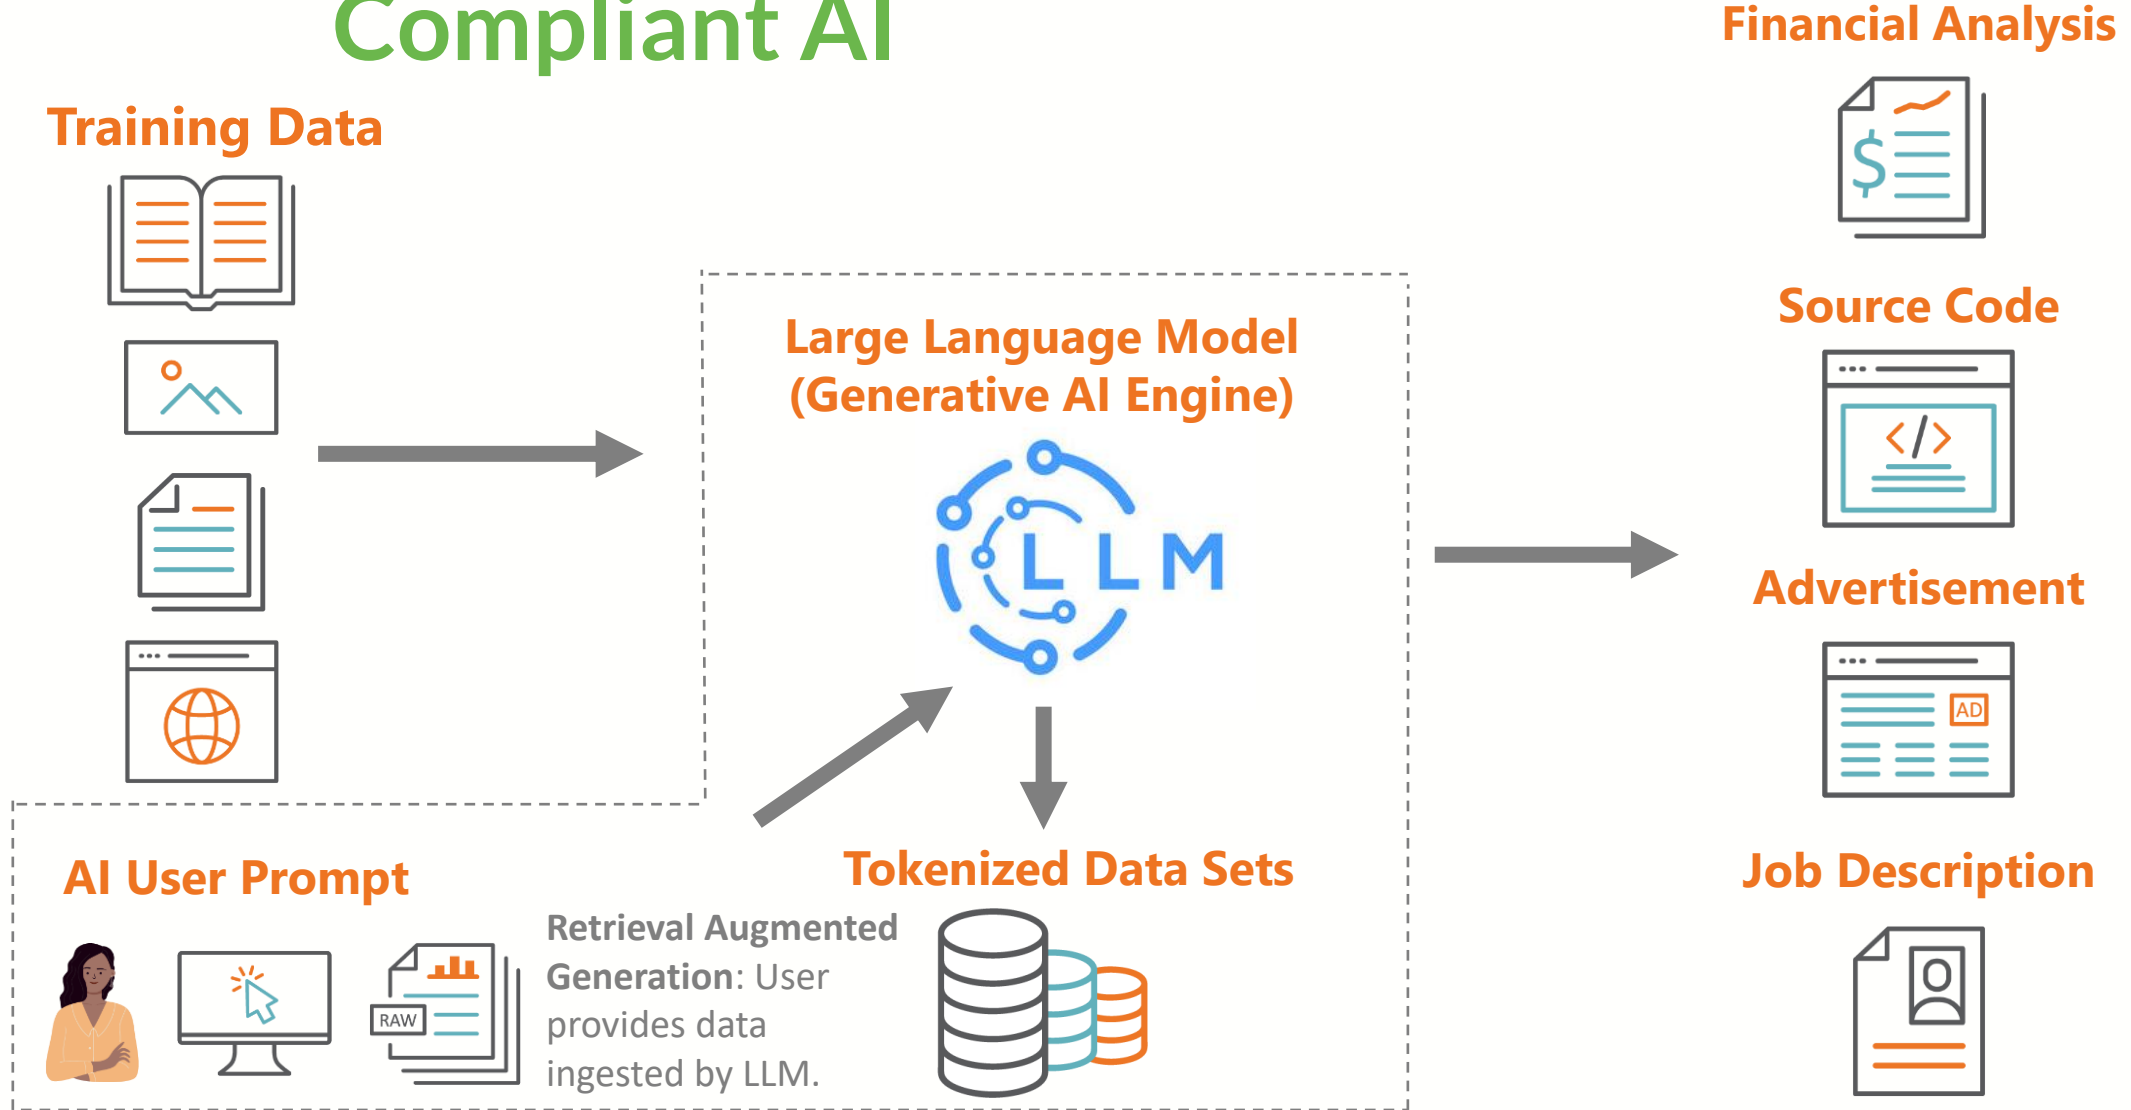 Compliant AI
Training Data
Large Language Model
(Generative AI Engine)
LLM
AI User Prompt
RAW
Retrieval Augmented
Generation: User
provides data
ingested by LLM.
Tokenized Data Sets
Financial Analysis
$
Source Code
</>
Advertisement
AD
Job Description